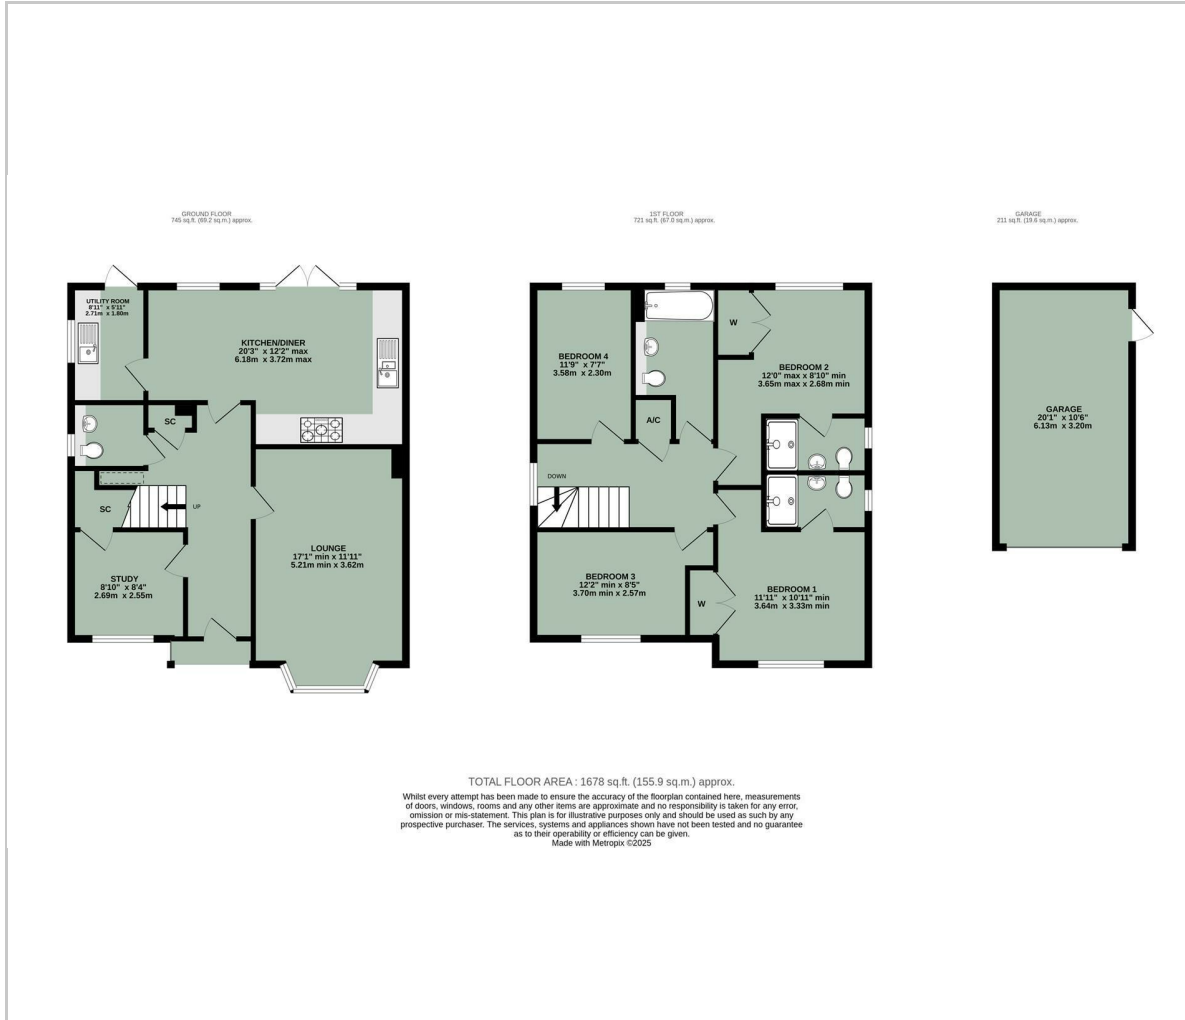 GROUND FLOOR
745 sq.ft. (69.2 sq.m.) approx.
UTILITY ROOM
8'11" x 5'11"
2.71m x 1.80m
KITCHEN/DINER
20'3" x 12'2" max
6.18m x 3.72m max
SC
SC
UP
LOUNGE
17'1" min x 11'11"
5.21m min x 3.62m
STUDY
8'10" x 8'4"
2.69m x 2.55m
1ST FLOOR
721 sq.ft. (67.0 sq.m.) approx.
BEDROOM 4
11'9" x 7'7"
3.58m x 2.30m
W
BEDROOM 2
12'0" max x 8'10" min
3.65m max x 2.68m min
A/C
DOWN
BEDROOM 3
12'2" min x 8'5"
3.70m min x 2.57m
W
BEDROOM 1
11'11" x 10'11" min
3.64m x 3.33m min
GARAGE
211 sq.ft. (19.6 sq.m.) approx.
GARAGE
20'1" x 10'6"
6.13m x 3.20m
TOTAL FLOOR AREA : 1678 sq.ft. (155.9 sq.m.) approx.
Whilst every attempt has been made to ensure the accuracy of the floorplan contained here, measurements
of doors, windows, rooms and any other items are approximate and no responsibility is taken for any error,
omission or mis-statement. This plan is for illustrative purposes only and should be used as such by any
prospective purchaser. The services, systems and appliances shown have not been tested and no guarantee
as to their operability or efficiency can be given.
Made with Metropix ©2025